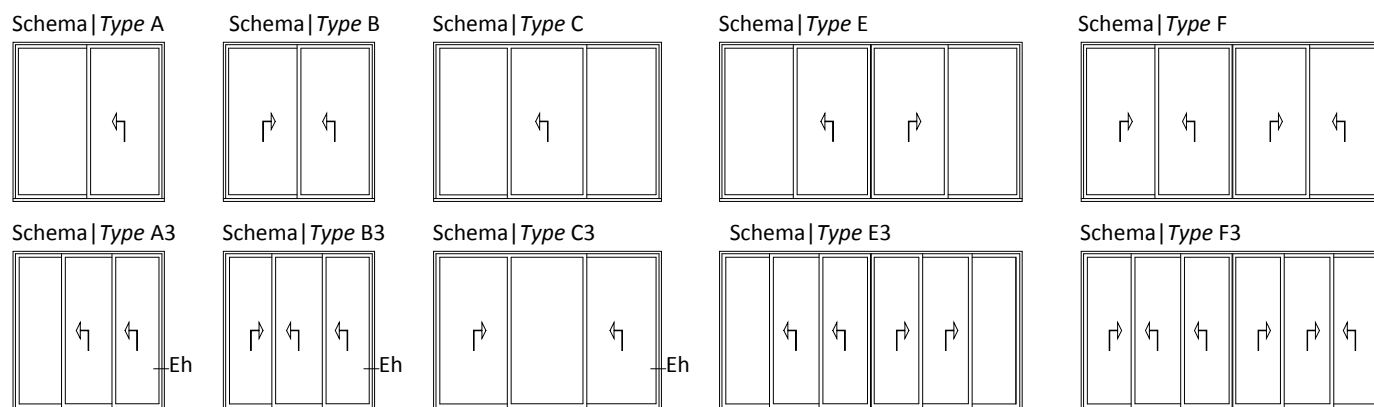 Schema|Type A
Schema|Type B
Schema|Type C
Schema|Type E
Schema|Type F
Schema|Type A3
Schema|Type B3
Schema|Type C3
Schema|Type E3
Schema|Type F3
Eh
Eh
Eh